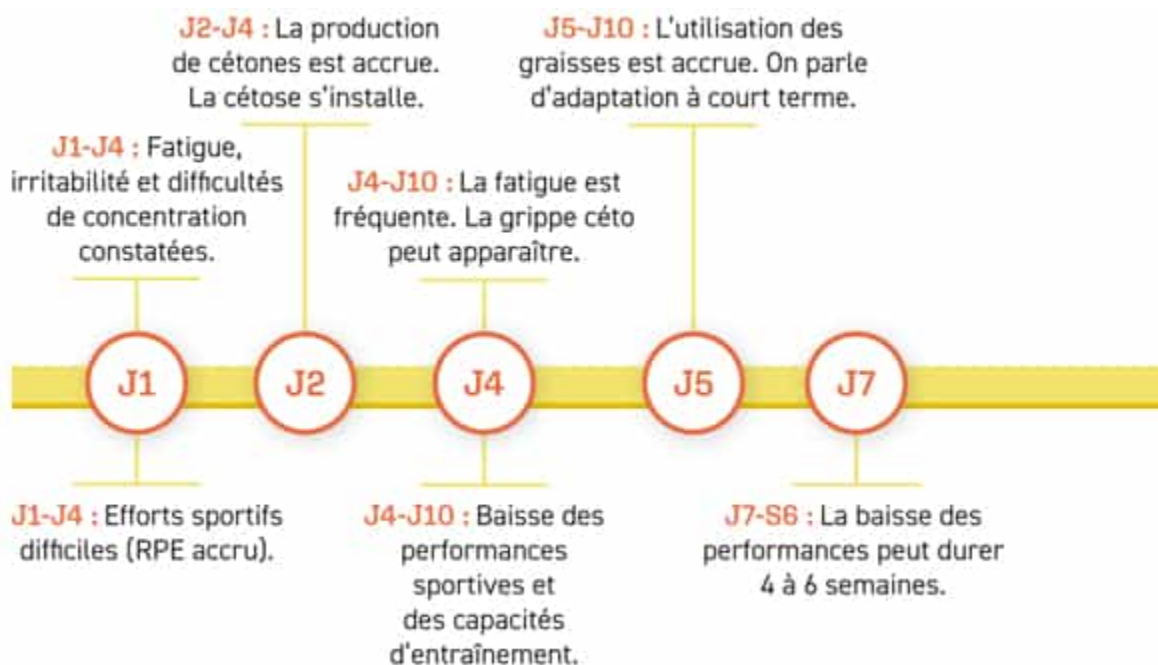 J2-J4 : La production
de cétones est accrue.
La cétose s'installe.
J5-J10 : L'utilisation des
graisses est accrue. On parle
d'adaptation à court terme.
J1-J4 : Fatigue,
irritabilité et difficultés
de concentration
constatées.
J4-J10 : La fatigue est
fréquente. La grippe céto
peut apparaître.
J1
J2
J4
J5
J7
J1-J4 : Efforts sportifs
difficiles (RPE accru).
J4-J10 : Baisse des
performances
sportives et
des capacités
d'entraînement.
J7-S6 : La baisse des
performances peut durer
4 à 6 semaines.